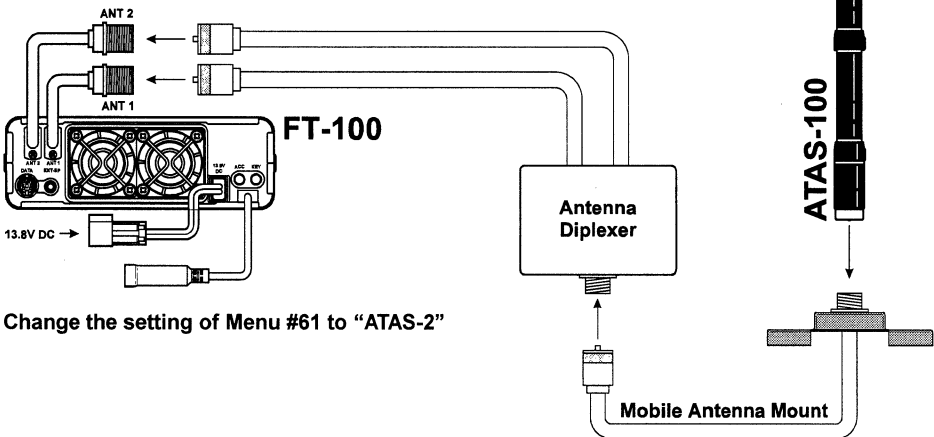 ANT 2
ANT 1
FT-100
ANT 2 ANT 1
DATA EXT-SP
13.8V
DC
ACC KEY
13.8V DC
Antenna
Diplexer
ATAS-100
Change the setting of Menu #61 to “ATAS-2”
Mobile Antenna Mount